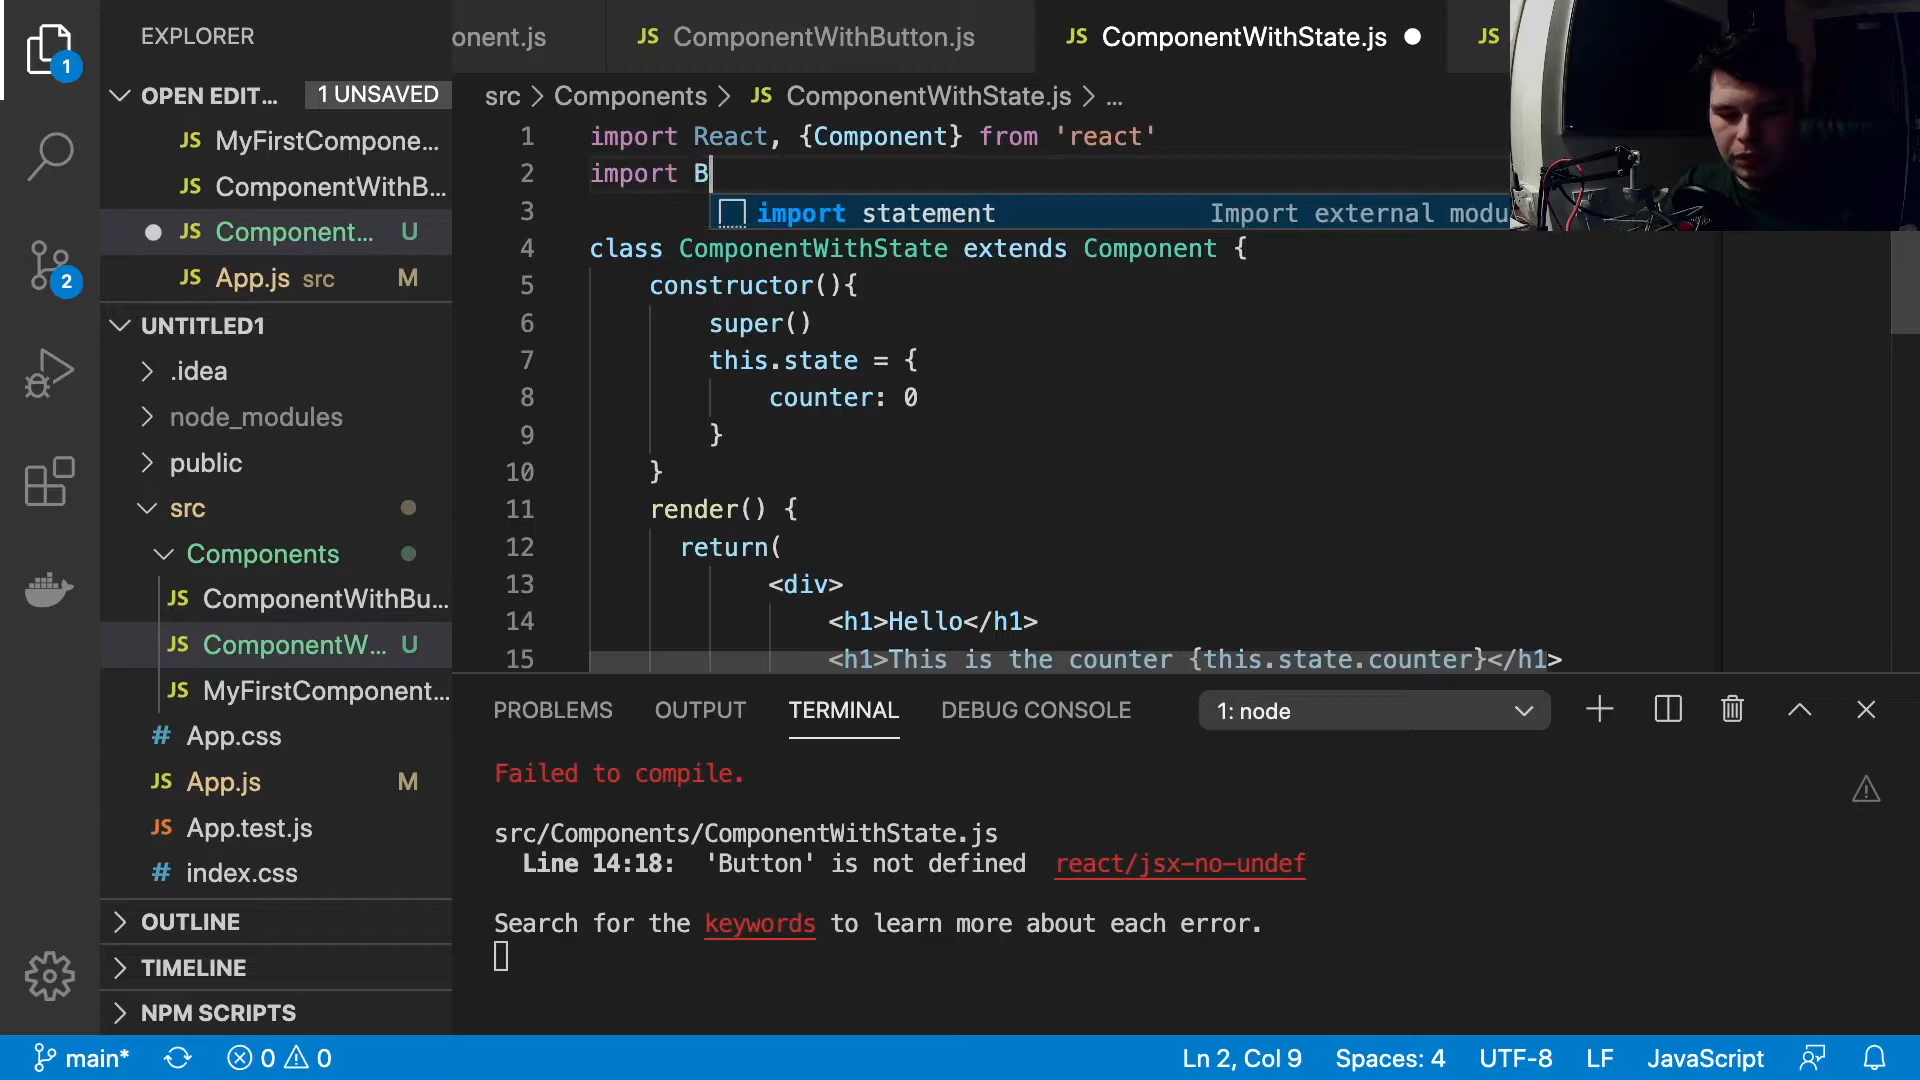 EXPLORER
OPEN EDIT... 1 UNSAVED
JS MyFirstCompone...
JS ComponentWithB...
JS Component... U
JS App.js src M
UNTITLED1
.idea
node_modules
public
src
Components
JS ComponentWithBu...
JS ComponentW... U
JS MyFirstComponent...
# App.css
JS App.js M
JS App.test.js
# index.css
OUTLINE
TIMELINE
NPM SCRIPTS
1
2
onent.js JS ComponentWithButton.js JS ComponentWithState.js JS
src > Components > JS ComponentWithState.js > ...
1 import React, {Component} from 'react'
2 import B
import statement Import external modu
3
4 class ComponentWithState extends Component {
5 constructor(){
6 super()
7 this.state = {
8 counter: 0
9 }
10 }
11 render() {
12 return(
13 <div>
14 <h1>Hello</h1>
15 <h1>This is the counter {this.state.counter}</h1>
PROBLEMS OUTPUT TERMINAL DEBUG CONSOLE 1: node
Failed to compile.
src/Components/ComponentWithState.js
Line 14:18: 'Button' is not defined react/jsx-no-undef
Search for the keywords to learn more about each error.
main* 0 0 Ln 2, Col 9 Spaces: 4 UTF-8 LF JavaScript